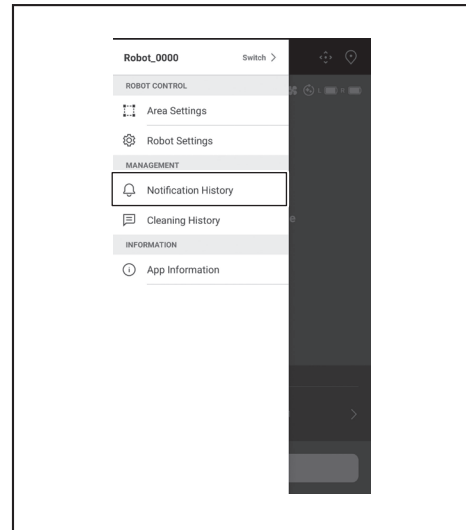 Robot_0000 Switch >
ROBOT CONTROL
Area Settings
Robot Settings
MANAGEMENT
Notification History
Cleaning History
INFORMATION
App Information